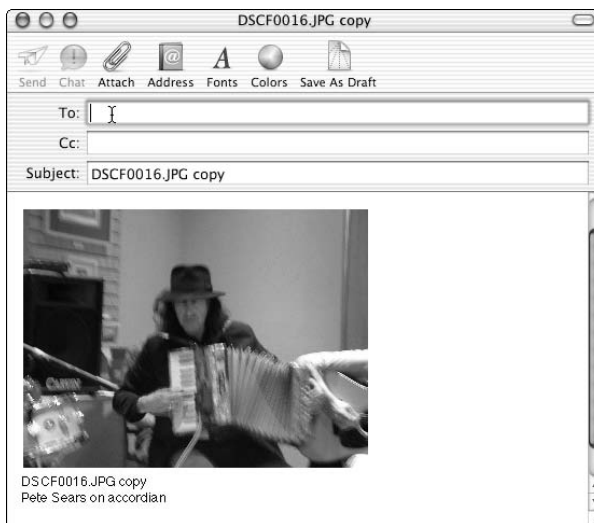 DSCF0016.JPG copy
Send Chat Attach Address Fonts Colors Save As Draft
To:
Cc:
Subject: DSCF0016.JPG copy
DSCF0016.JPG copy
Pete Sears on accordian